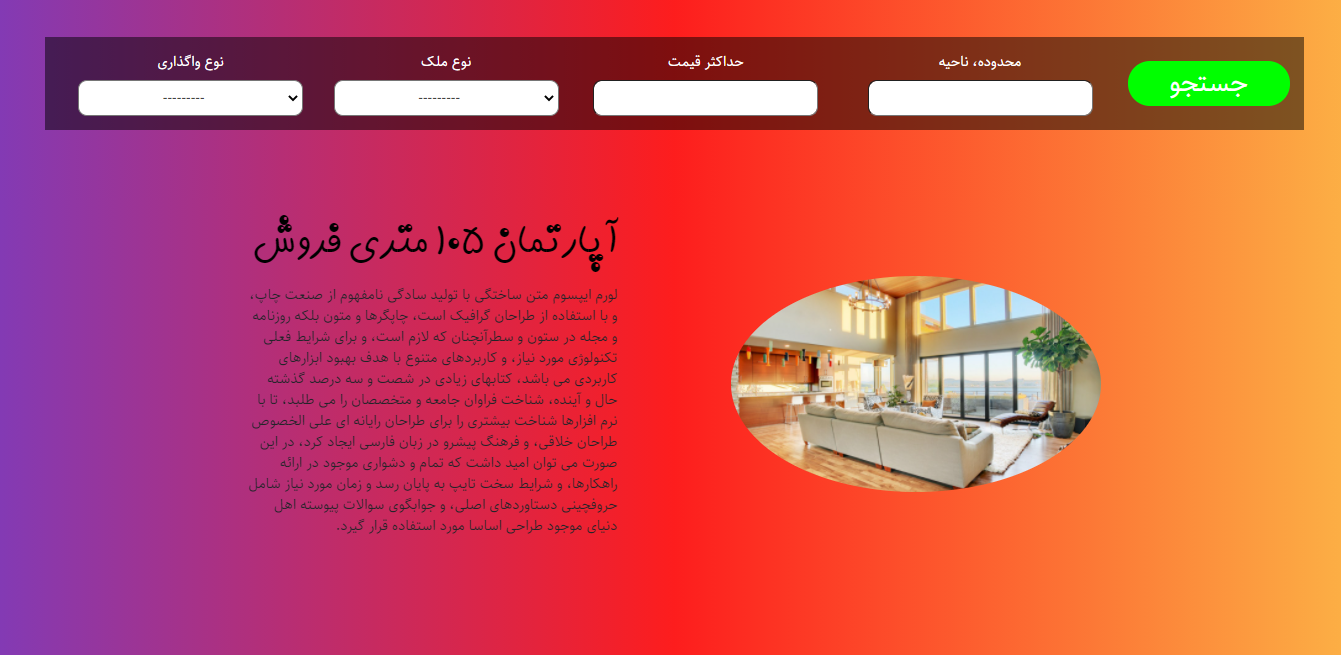 جستجو
محدوده، ناحیه
حداکثر قیمت
نوع ملک
---------
نوع واگذاری
---------
آپارتمان ۱۰۵ متری فروش
لورم ایپسوم متن ساختگی با تولید سادگی نامفهوم از صنعت چاپ،
و با استفاده از طراحان گرافیک است، چاپگرها و متون بلکه روزنامه
و مجله در ستون و سطرآنچنان که لازم است، و برای شرایط فعلی
تکنولوژی مورد نیاز، و کاربردهای متنوع با هدف بهبود ابزارهای
کاربردی می باشد، کتابهای زیادی در شصت و سه درصد گذشته
حال و آینده، شناخت فراوان جامعه و متخصصان را می طلبد، تا با
نرم افزارها شناخت بیشتری را برای طراحان رایانه ای علی الخصوص
طراحان خلاقی، و فرهنگ پیشرو در زبان فارسی ایجاد کرد، در این
صورت می توان امید داشت که تمام و دشواری موجود در ارائه
راهکارها، و شرایط سخت تایپ به پایان رسد و زمان مورد نیاز شامل
حروفچینی دستاوردهای اصلی، و جوابگوی سوالات پیوسته اهل
دنیای موجود طراحی اساسا مورد استفاده قرار گیرد.